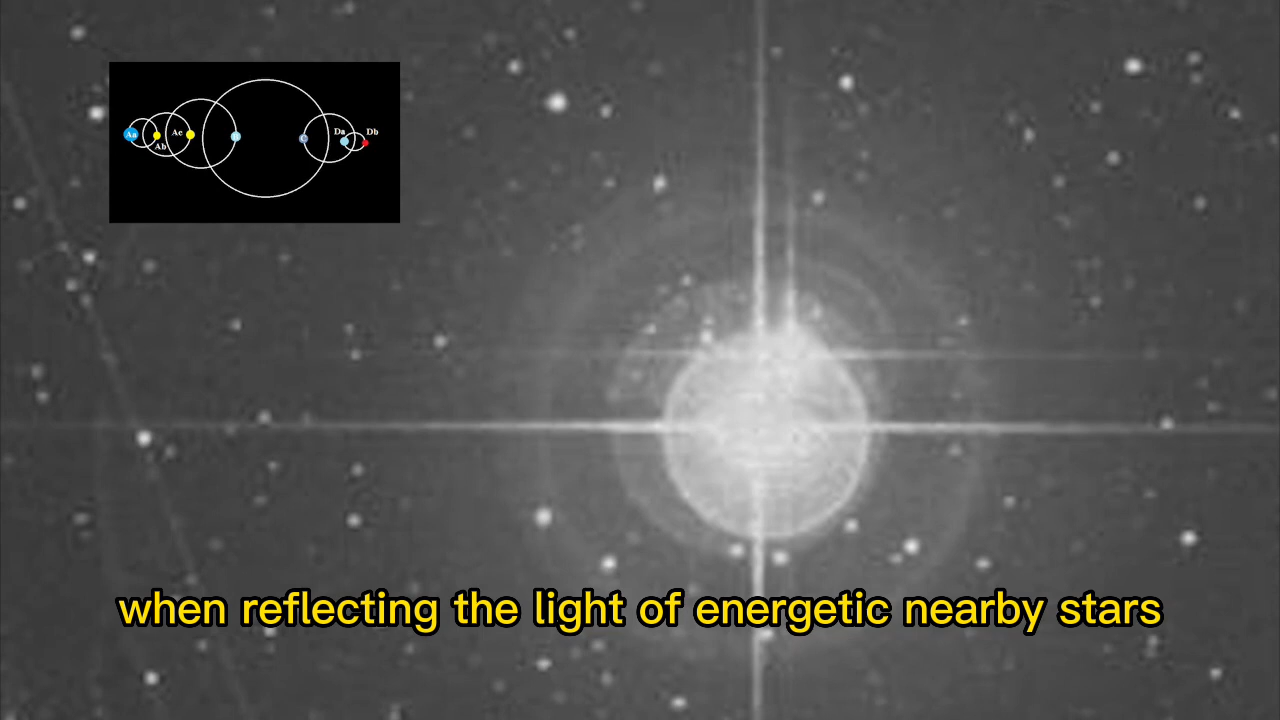 Aa
Ab
Ac
C
Da
Db
when reflecting the light of energetic nearby stars